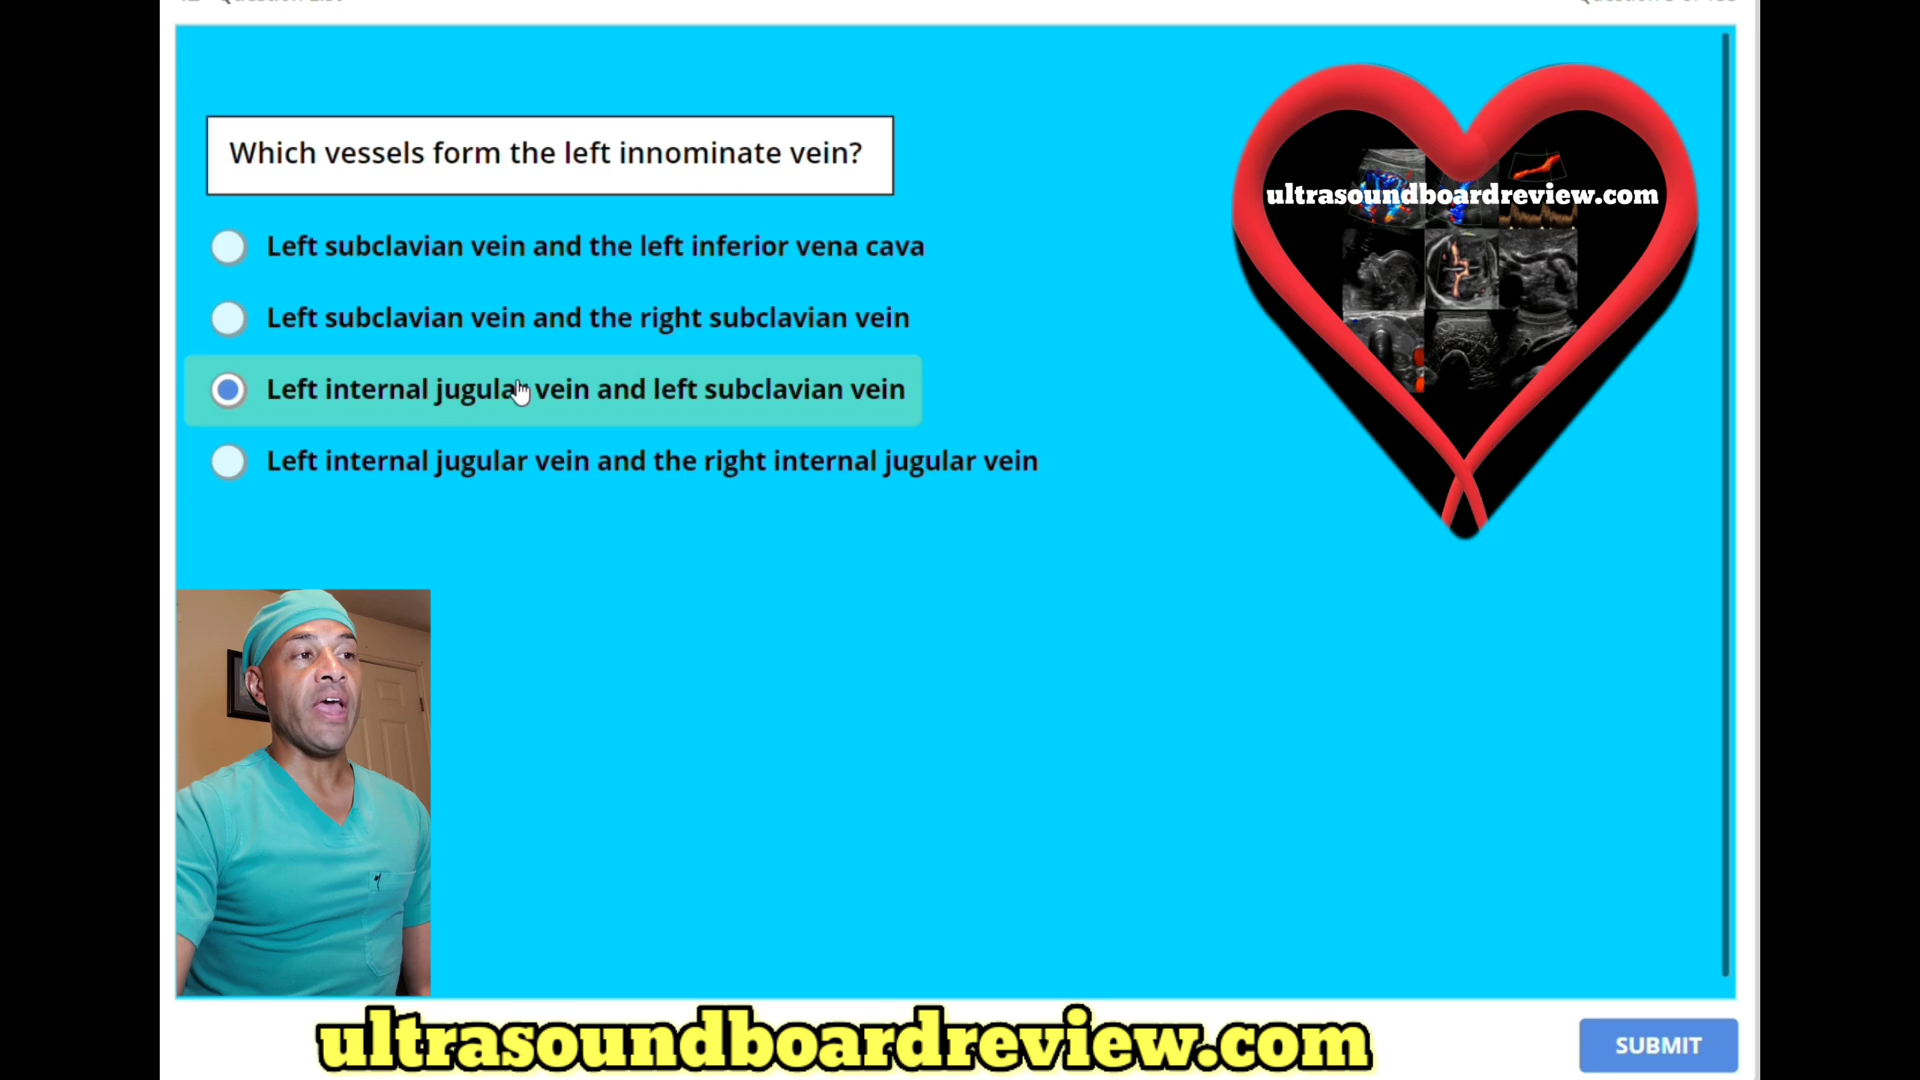 Which vessels form the left innominate vein?
Left subclavian vein and the left inferior vena cava
Left subclavian vein and the right subclavian vein
Left internal jugular vein and left subclavian vein
Left internal jugular vein and the right internal jugular vein
ultrasoundboardreview.com
ultrasoundboardreview.com
SUBMIT